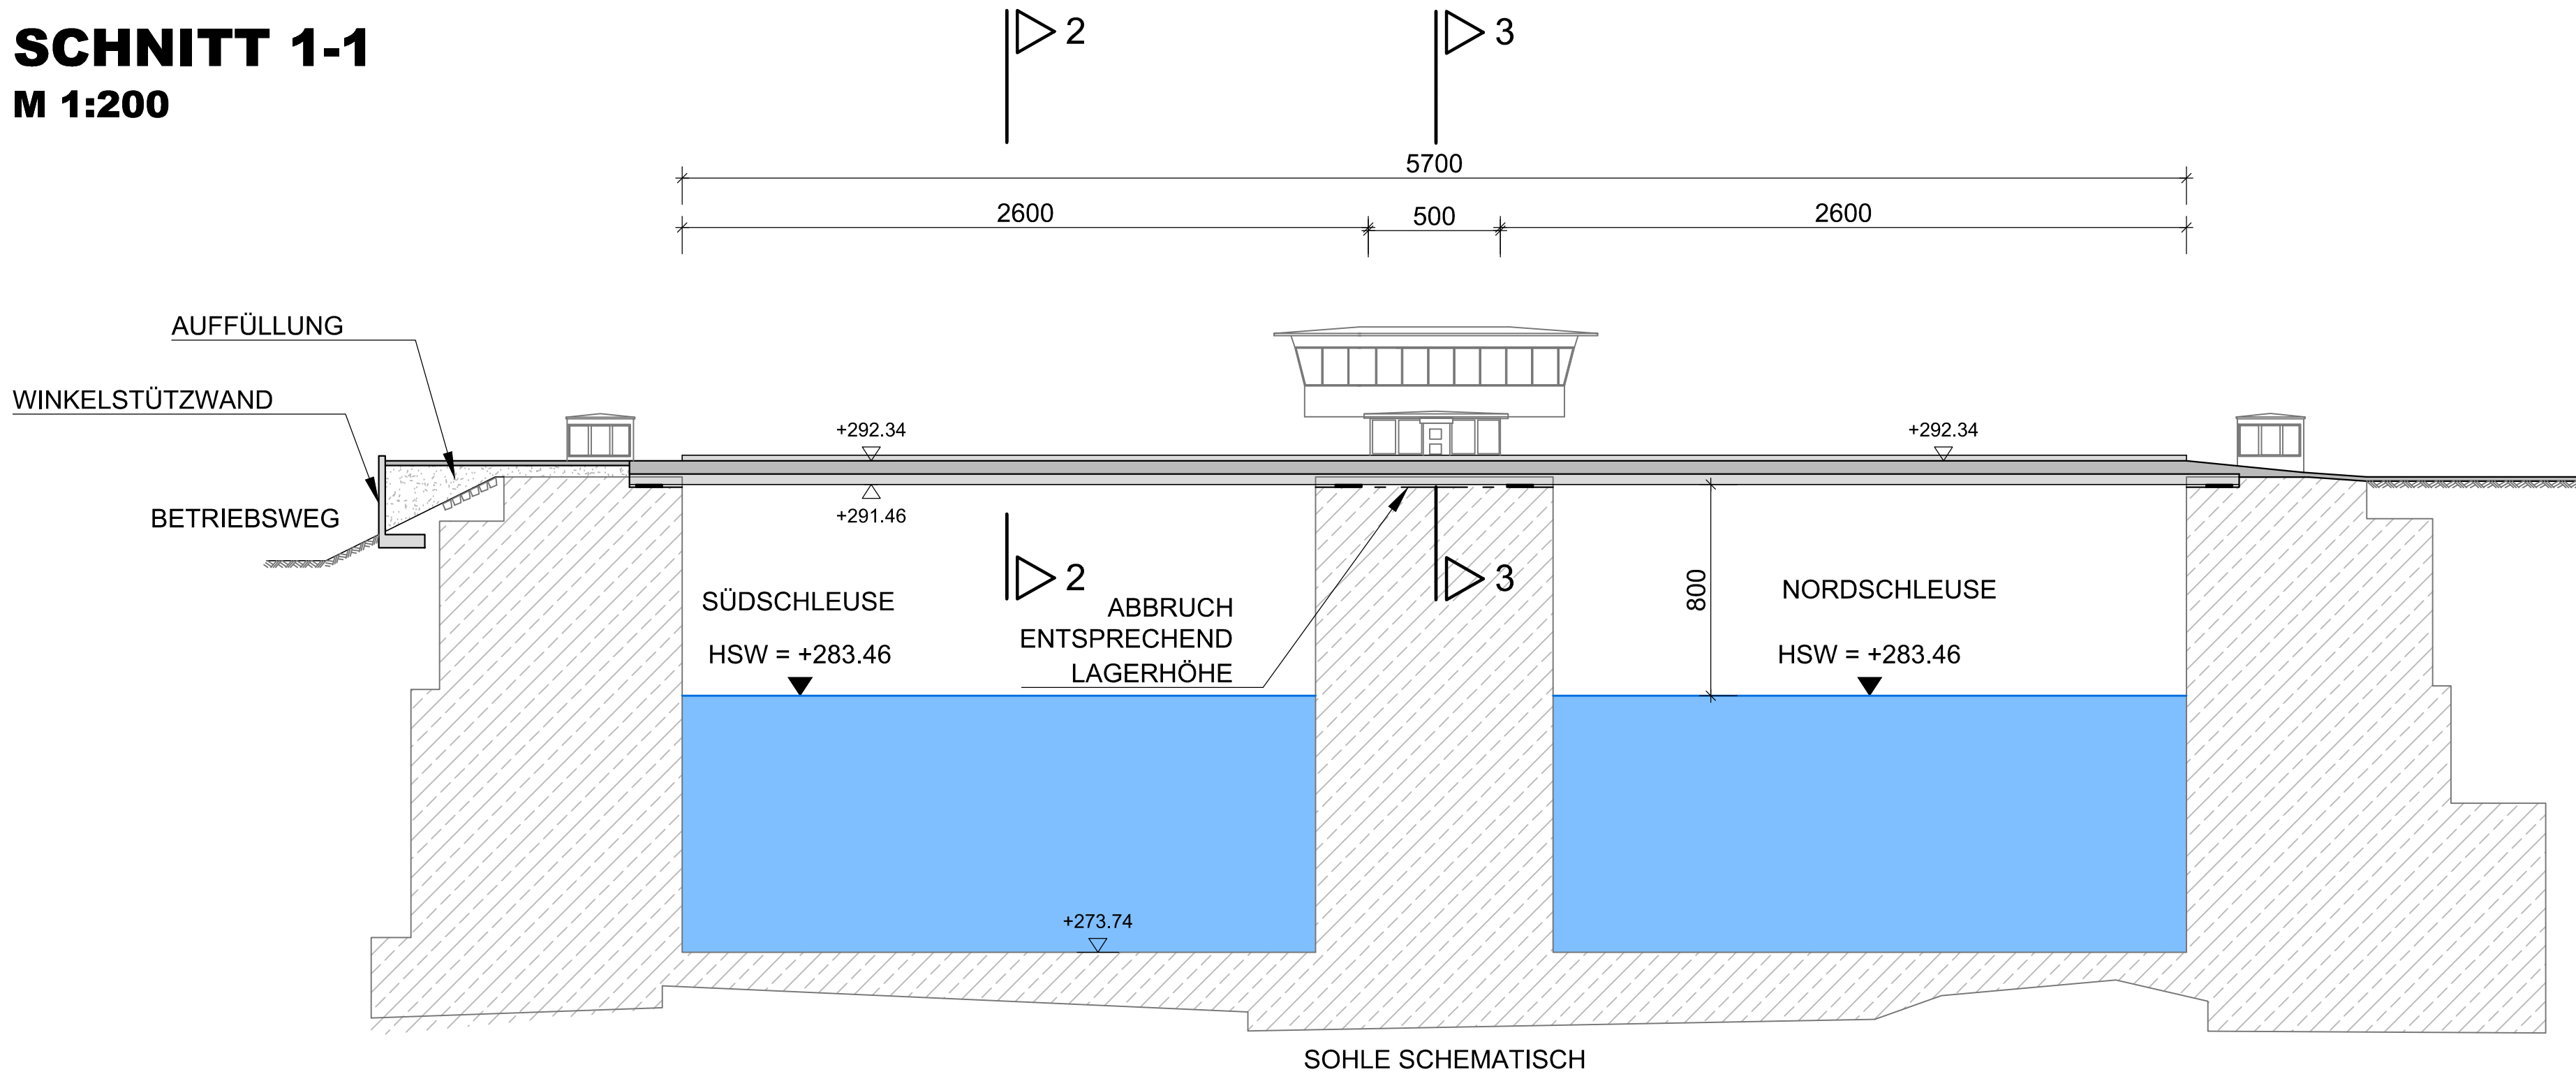 SCHNITT 1-1
M 1:200
2
3
5700
2600
500
2600
AUFFÜLLUNG
WINKELSTÜTZWAND
+292.34
+292.34
BETRIEBSWEG
+291.46
2
3
SÜDSCHLEUSE
HSW = +283.46
ABBRUCH
ENTSPRECHEND
LAGERHÖHE
800
NORDSCHLEUSE
HSW = +283.46
+273.74
SOHLE SCHEMATISCH